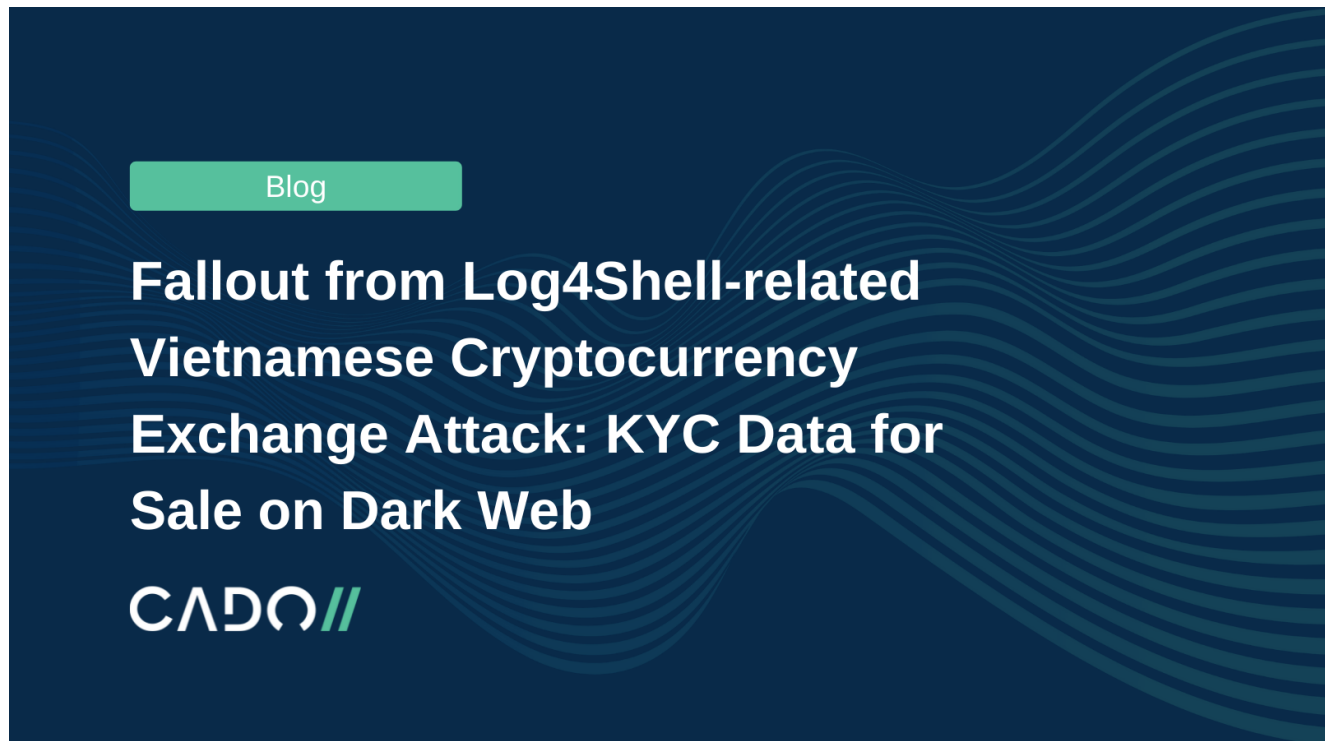 Blog
Fallout from Log4Shell-related
Vietnamese Cryptocurrency
Exchange Attack: KYC Data for
Sale on Dark Web
CADO//